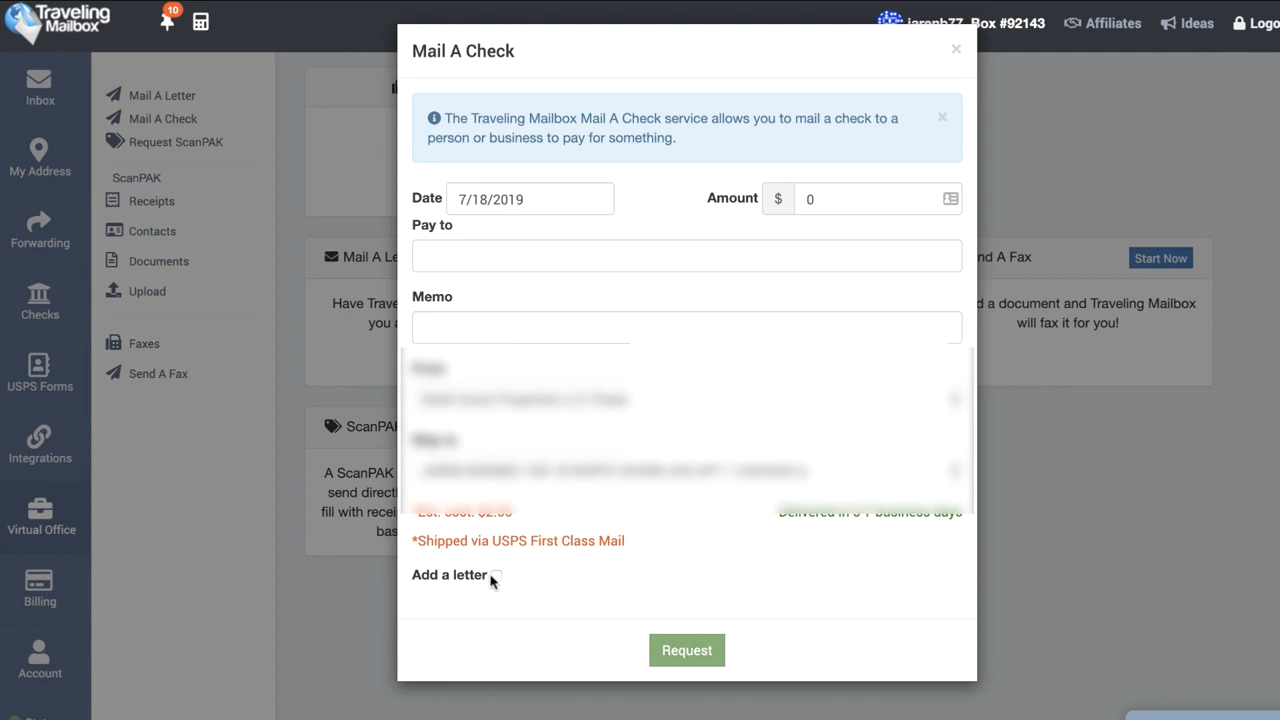 Traveling
Mailbox
10
jarenb77, Box #92143
Affiliates
Ideas
Logo
Inbox
My Address
Forwarding
Checks
USPS Forms
Integrations
Virtual Office
Billing
Account
Mail A Letter
Mail A Check
Request ScanPAK
ScanPAK
Receipts
Contacts
Documents
Upload
Faxes
Send A Fax
Mail A Le
Have Trave
you a
ScanPA
A ScanPAK
send direct
fill with recei
bas
nd A Fax
Start Now
d a document and Traveling Mailbox
will fax it for you!
Mail A Check
×
The Traveling Mailbox Mail A Check service allows you to mail a check to a
person or business to pay for something.
×
Date 7/18/2019 Amount $ 0
Pay to
Memo
*Shipped via USPS First Class Mail
Add a letter
Request